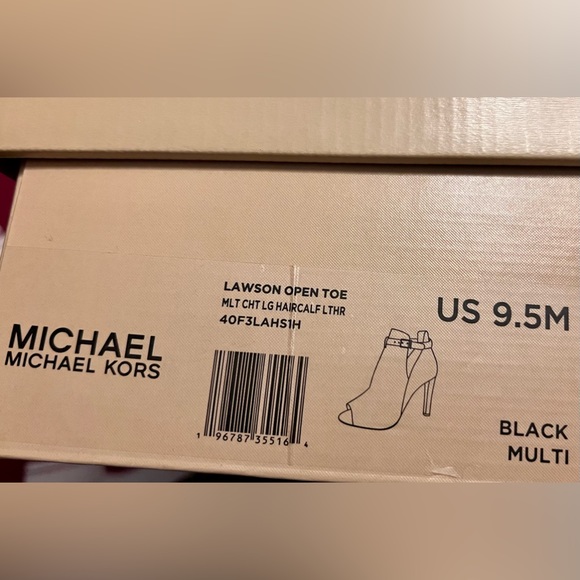 LAWSON OPEN TOE
MLT CHT LG HAIRCALF LTHR
40F3LAHS1H
US 9.5M
MICHAEL
MICHAEL KORS
1 96787 35516 4
BLACK
MULTI